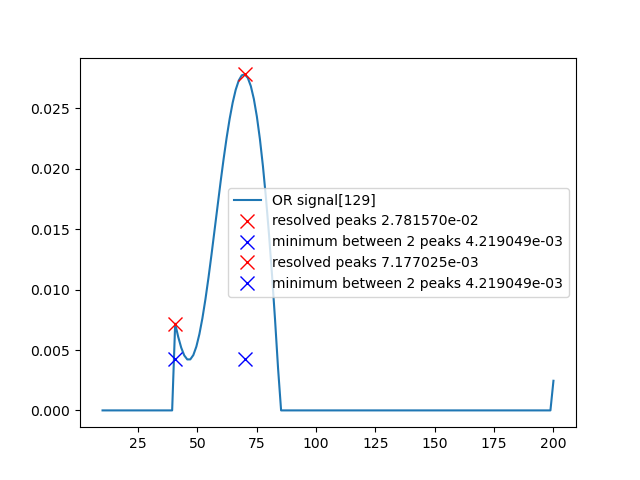 0.025
0.020
0.015
0.010
0.005
0.000
OR signal[129]
resolved peaks 2.781570e-02
minimum between 2 peaks 4.219049e-03
resolved peaks 7.177025e-03
minimum between 2 peaks 4.219049e-03
25 50 75 100 125 150 175 200